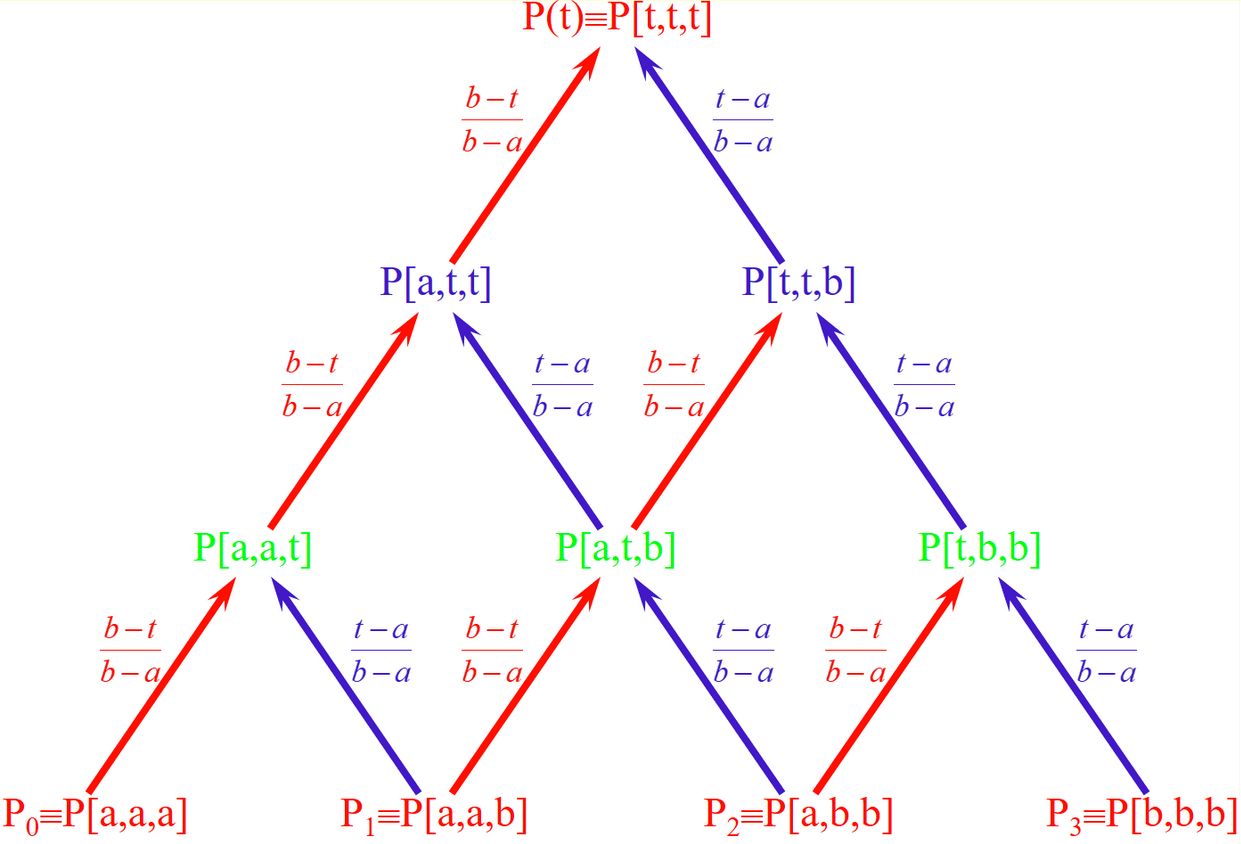 P(t)≡P[t,t,t]
b−t/b−a t−a/b−a
P[a,t,t] P[t,t,b]
b−t/b−a t−a/b−a b−t/b−a t−a/b−a
P[a,a,t] P[a,t,b] P[t,b,b]
b−t/b−a t−a/b−a b−t/b−a t−a/b−a b−t/b−a t−a/b−a
P₀≡P[a,a,a] P₁≡P[a,a,b] P₂≡P[a,b,b] P₃≡P[b,b,b]